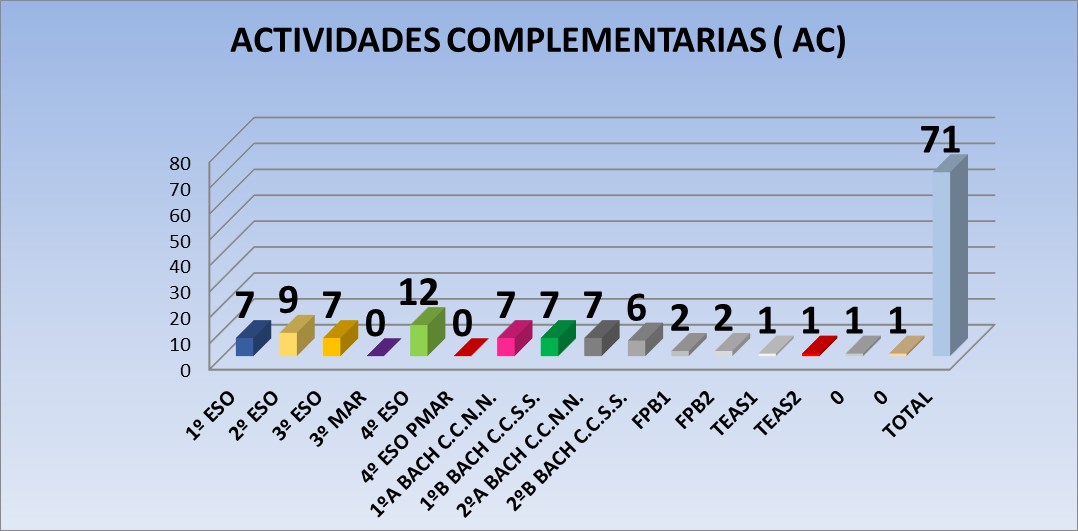 ACTIVIDADES COMPLEMENTARIAS ( AC)
80
70
60
50
40
30
20
10
0
7
9
7
0
12
0
7
7
7
6
2
2
1
1
1
1
71
1º ESO
2º ESO
3º ESO
3º MAR
4º ESO
4º ESO PMAR
1ºA BACH C.C.N.N.
1ºB BACH C.C.S.S.
2ºA BACH C.C.N.N.
2ºB BACH C.C.S.S.
FPB1
FPB2
TEAS1
TEAS2
0
0
TOTAL